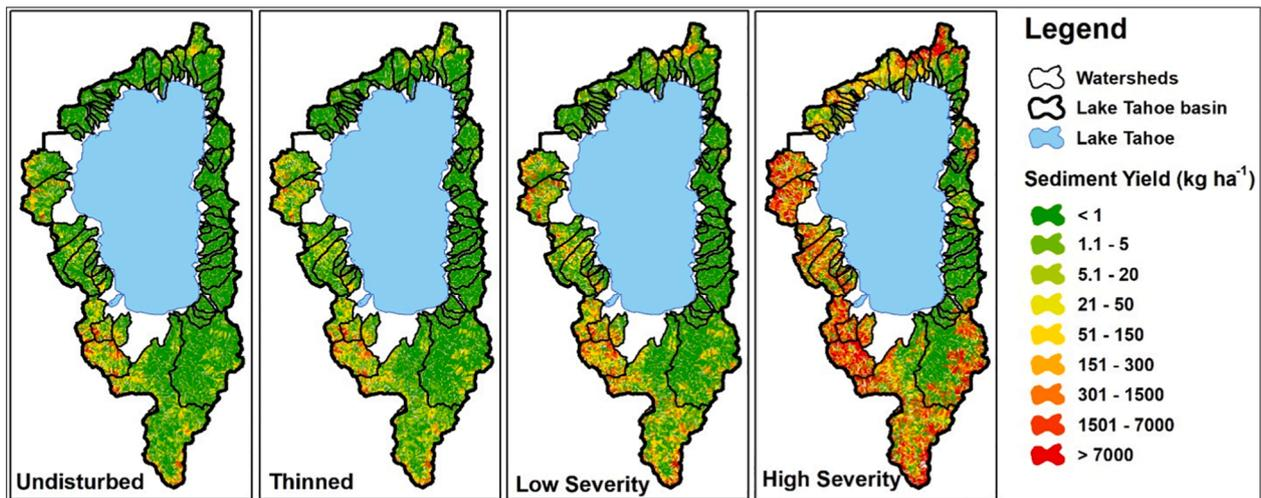 Undisturbed
Thinned
Low Severity
High Severity
Legend
Watersheds
Lake Tahoe basin
Lake Tahoe
Sediment Yield (kg ha⁻¹)
< 1
1.1 - 5
5.1 - 20
21 - 50
51 - 150
151 - 300
301 - 1500
1501 - 7000
> 7000